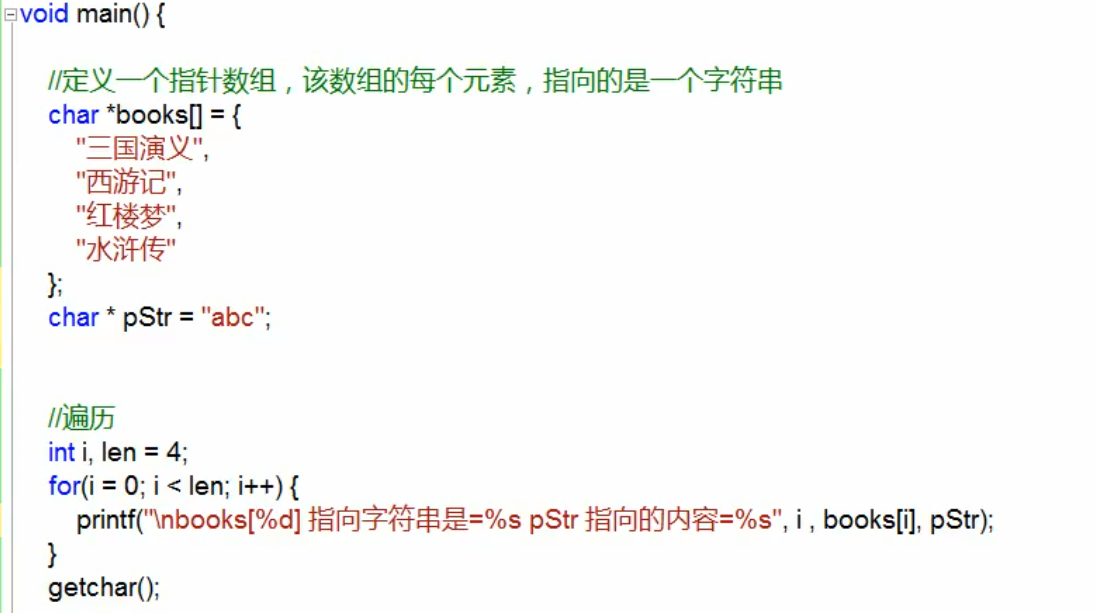 void main() {
//定义一个指针数组，该数组的每个元素，指向的是一个字符串
char *books[] = {
"三国演义",
"西游记",
"红楼梦",
"水浒传"
};
char * pStr = "abc";
//遍历
int i, len = 4;
for(i = 0; i < len; i++) {
printf("\nbooks[%d] 指向字符串是=%s pStr 指向的内容=%s", i , books[i], pStr);
}
getchar();